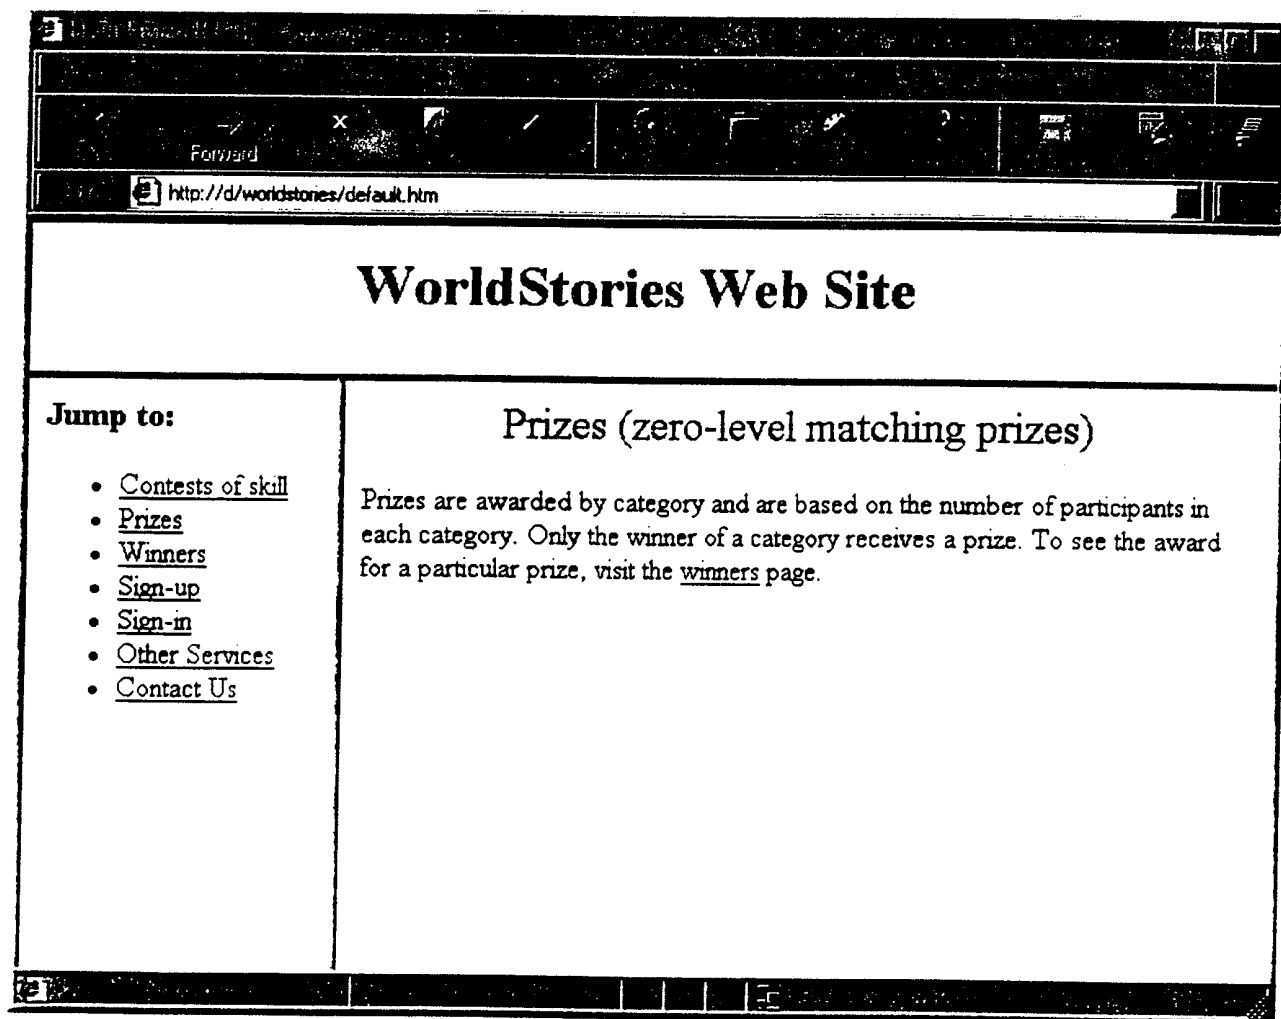 Forward
http://d/worldstories/default.htm
WorldStories Web Site
Jump to:
Contests of skill
Prizes
Winners
Sign-up
Sign-in
Other Services
Contact Us
Prizes (zero-level matching prizes)
Prizes are awarded by category and are based on the number of participants in
each category. Only the winner of a category receives a prize. To see the award
for a particular prize, visit the winners page.